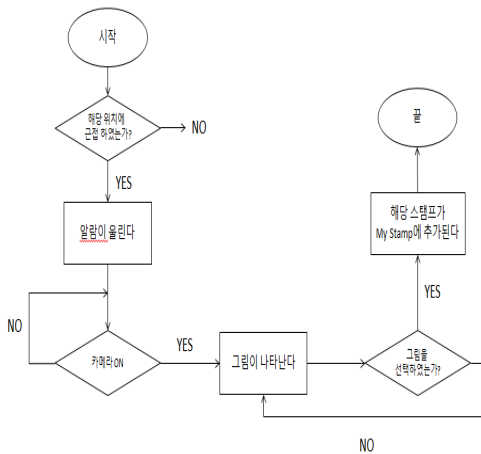 시작
해당 위치에
근접 하였는가?
NO
YES
알람이 울린다
NO
카메라 ON
YES
그림이 나타난다
그림을
선택하였는가?
NO
YES
해당 스탬프가
My Stamp에 추가된다
끝